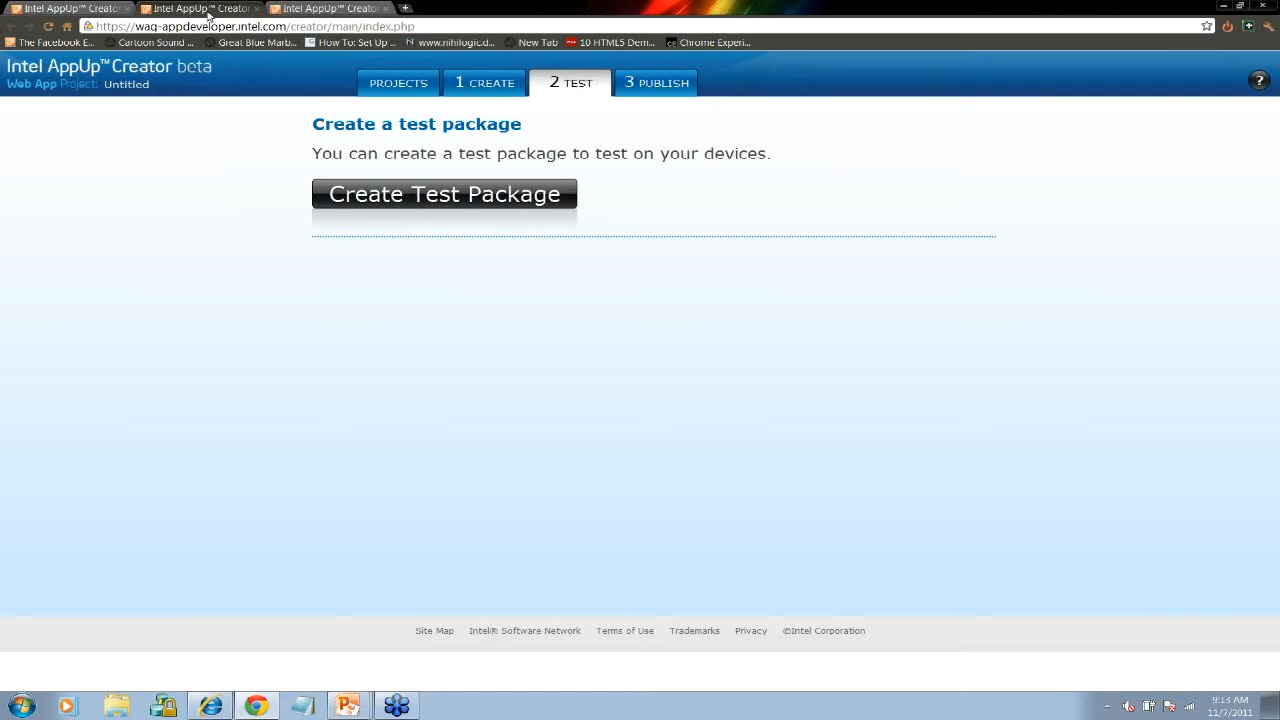 Intel AppUp™ Creator
Intel AppUp™ Creator
Intel AppUp™ Creator
https://waq-appdeveloper.intel.com/creator/main/index.php
The Facebook E...
Cartoon Sound ...
Great Blue Marb...
How To: Set Up ...
www.nihilogic.d...
New Tab
10 HTML5 Dem...
Chrome Experi...
Intel AppUp™ Creator beta
Web App Project: Untitled
PROJECTS
1 CREATE
2 TEST
3 PUBLISH
?
Create a test package
You can create a test package to test on your devices.
Create Test Package
Site Map
Intel® Software Network
Terms of Use
Trademarks
Privacy
©Intel Corporation
9:13 AM
11/7/2011